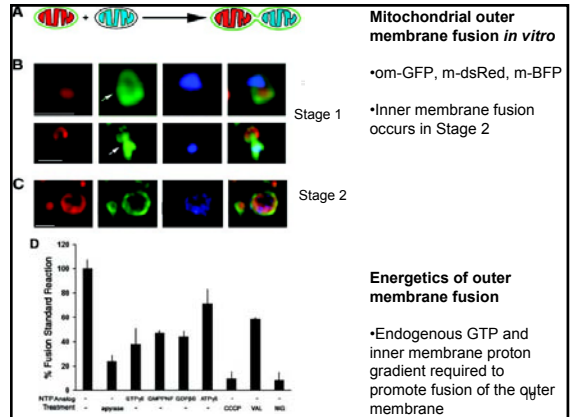 A
+
Mitochondrial outer
membrane fusion in vitro
•om-GFP, m-dsRed, m-BFP
•Inner membrane fusion
occurs in Stage 2
B
Stage 1
C
Stage 2
D
% Fusion Standard Reaction
120
100
80
60
40
20
0
NTP/Analog - - GTPγS GMPPNP GDPβS ATPγS - - -
Treatment - apyrase - - - - CCCP VAL NIG
Energetics of outer
membrane fusion
•Endogenous GTP and
inner membrane proton
gradient required to
promote fusion of the outer
membrane